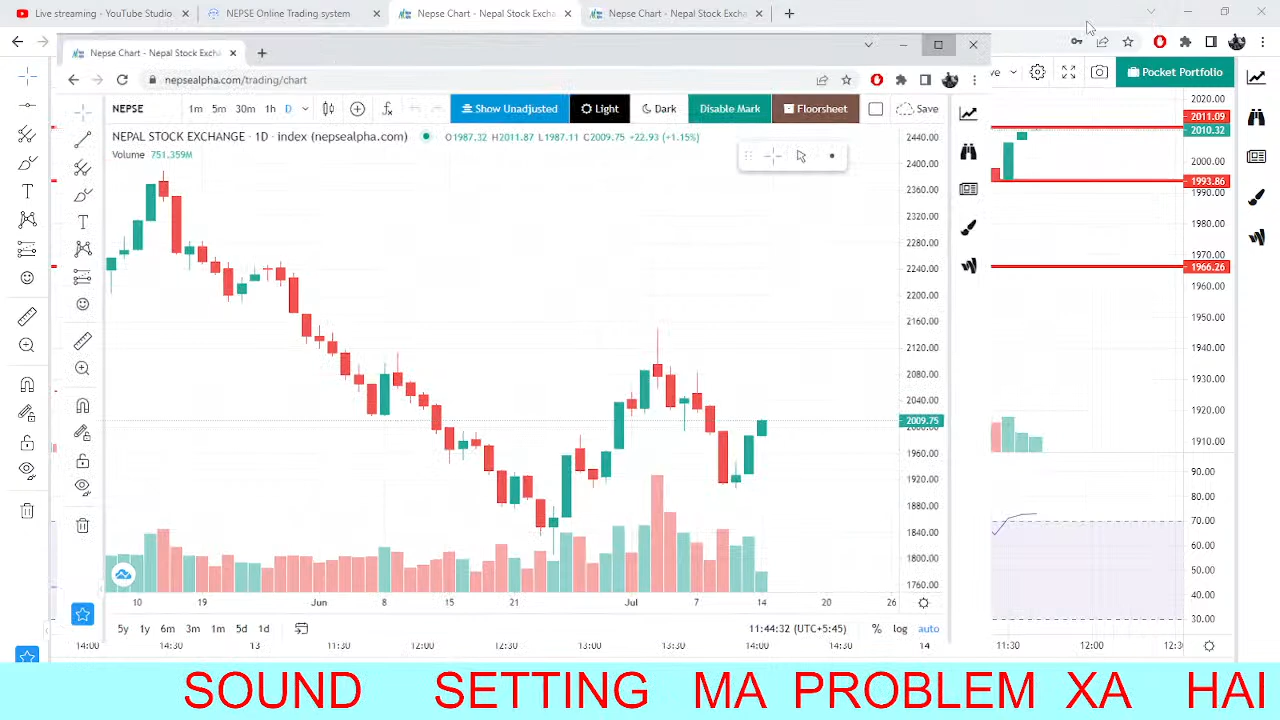 Live streaming - YouTube Studio
NEPSE Online Trading system
Nepse Chart - Nepal Stock Excha
Nepse Chart - Nepal Stock Excha
Nepse Chart - Nepal Stock Excha
nepsealpha.com/trading/chart
ve
Pocket Portfolio
NEPSE
1m 5m 30m 1h D
Show Unadjusted
Light
Dark
Disable Mark
Floorsheet
Save
NEPAL STOCK EXCHANGE · 1D · Index (nepsealpha.com)
O1987.32 H2011.87 L1987.11 C2009.75 +22.93 (+1.15%)
Volume 751.359M
2440.00
2400.00
2360.00
2320.00
2280.00
2240.00
2200.00
2160.00
2120.00
2080.00
2040.00
2009.75
2000.00
1960.00
1920.00
1880.00
1840.00
1800.00
1760.00
2020.00
2011.09
2010.32
2000.00
1993.86
1990.00
1980.00
1970.00
1966.26
1960.00
1950.00
1940.00
1930.00
1920.00
1910.00
90.00
80.00
70.00
60.00
50.00
40.00
30.00
10 19 Jun 8 15 21 Jul 7 14 20 26
5y 1y 6m 3m 1m 5d 1d
11:44:32 (UTC+5:45) % log auto
14:00 14:30 13 11:30 12:00 12:30 13:00 13:30 14:00 14 11:30 12:00 12:3
SOUND SETTING MA PROBLEM XA HAI